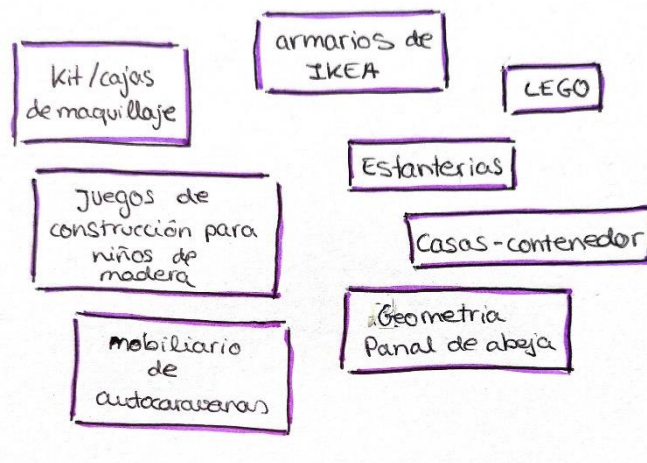 armarios de
IKEA
Kit/cajas
de maquillaje
LEGO
Estanterias
Juegos de
construcción para
niños de
madera
Casas-contenedor
Geometria
Panal de abeja
mobiliario
de
autocaravanas